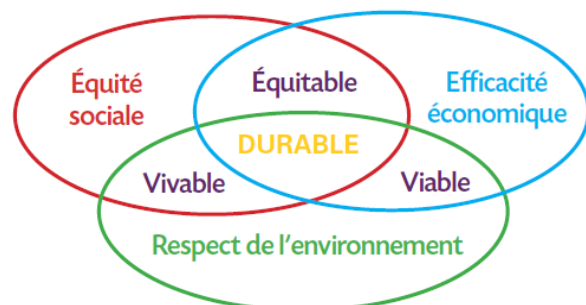 Équité
sociale
Équitable
Efficacité
économique
DURABLE
Vivable
Viable
Respect de l'environnement